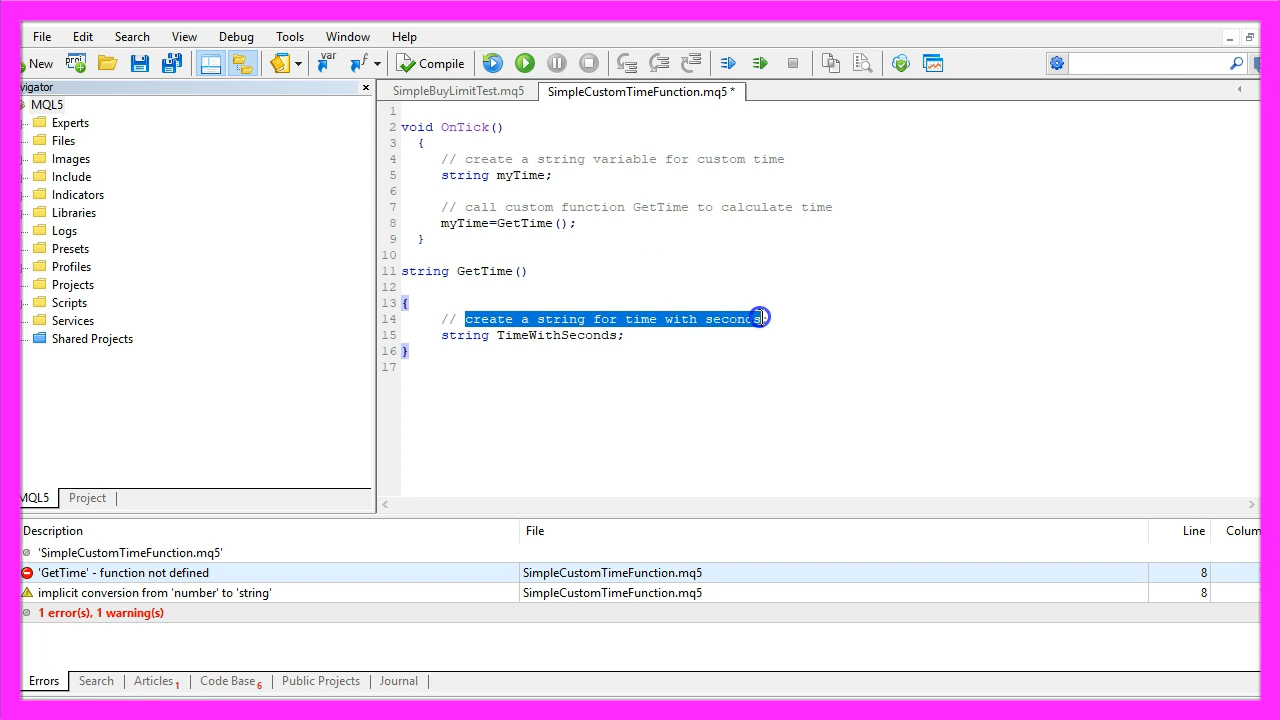 File Edit Search View Debug Tools Window Help
New var Compile
avigator
SimpleBuyLimitTest.mq5 SimpleCustomTimeFunction.mq5 *
MQL5
Experts
Files
Images
Include
Indicators
Libraries
Logs
Presets
Profiles
Projects
Scripts
Services
Shared Projects
MQL5 Project
1
2 void OnTick()
3 {
4 // create a string variable for custom time
5 string myTime;
6
7 // call custom function GetTime to calculate time
8 myTime=GetTime();
9 }
10
11 string GetTime()
12
13 {
14 // create a string for time with seconds
15 string TimeWithSeconds;
16 }
17
Description File Line Colum
'SimpleCustomTimeFunction.mq5'
'GetTime' - function not defined SimpleCustomTimeFunction.mq5 8
implicit conversion from 'number' to 'string' SimpleCustomTimeFunction.mq5 8
1 error(s), 1 warning(s)
Errors Search Articles 1 Code Base 6 Public Projects Journal